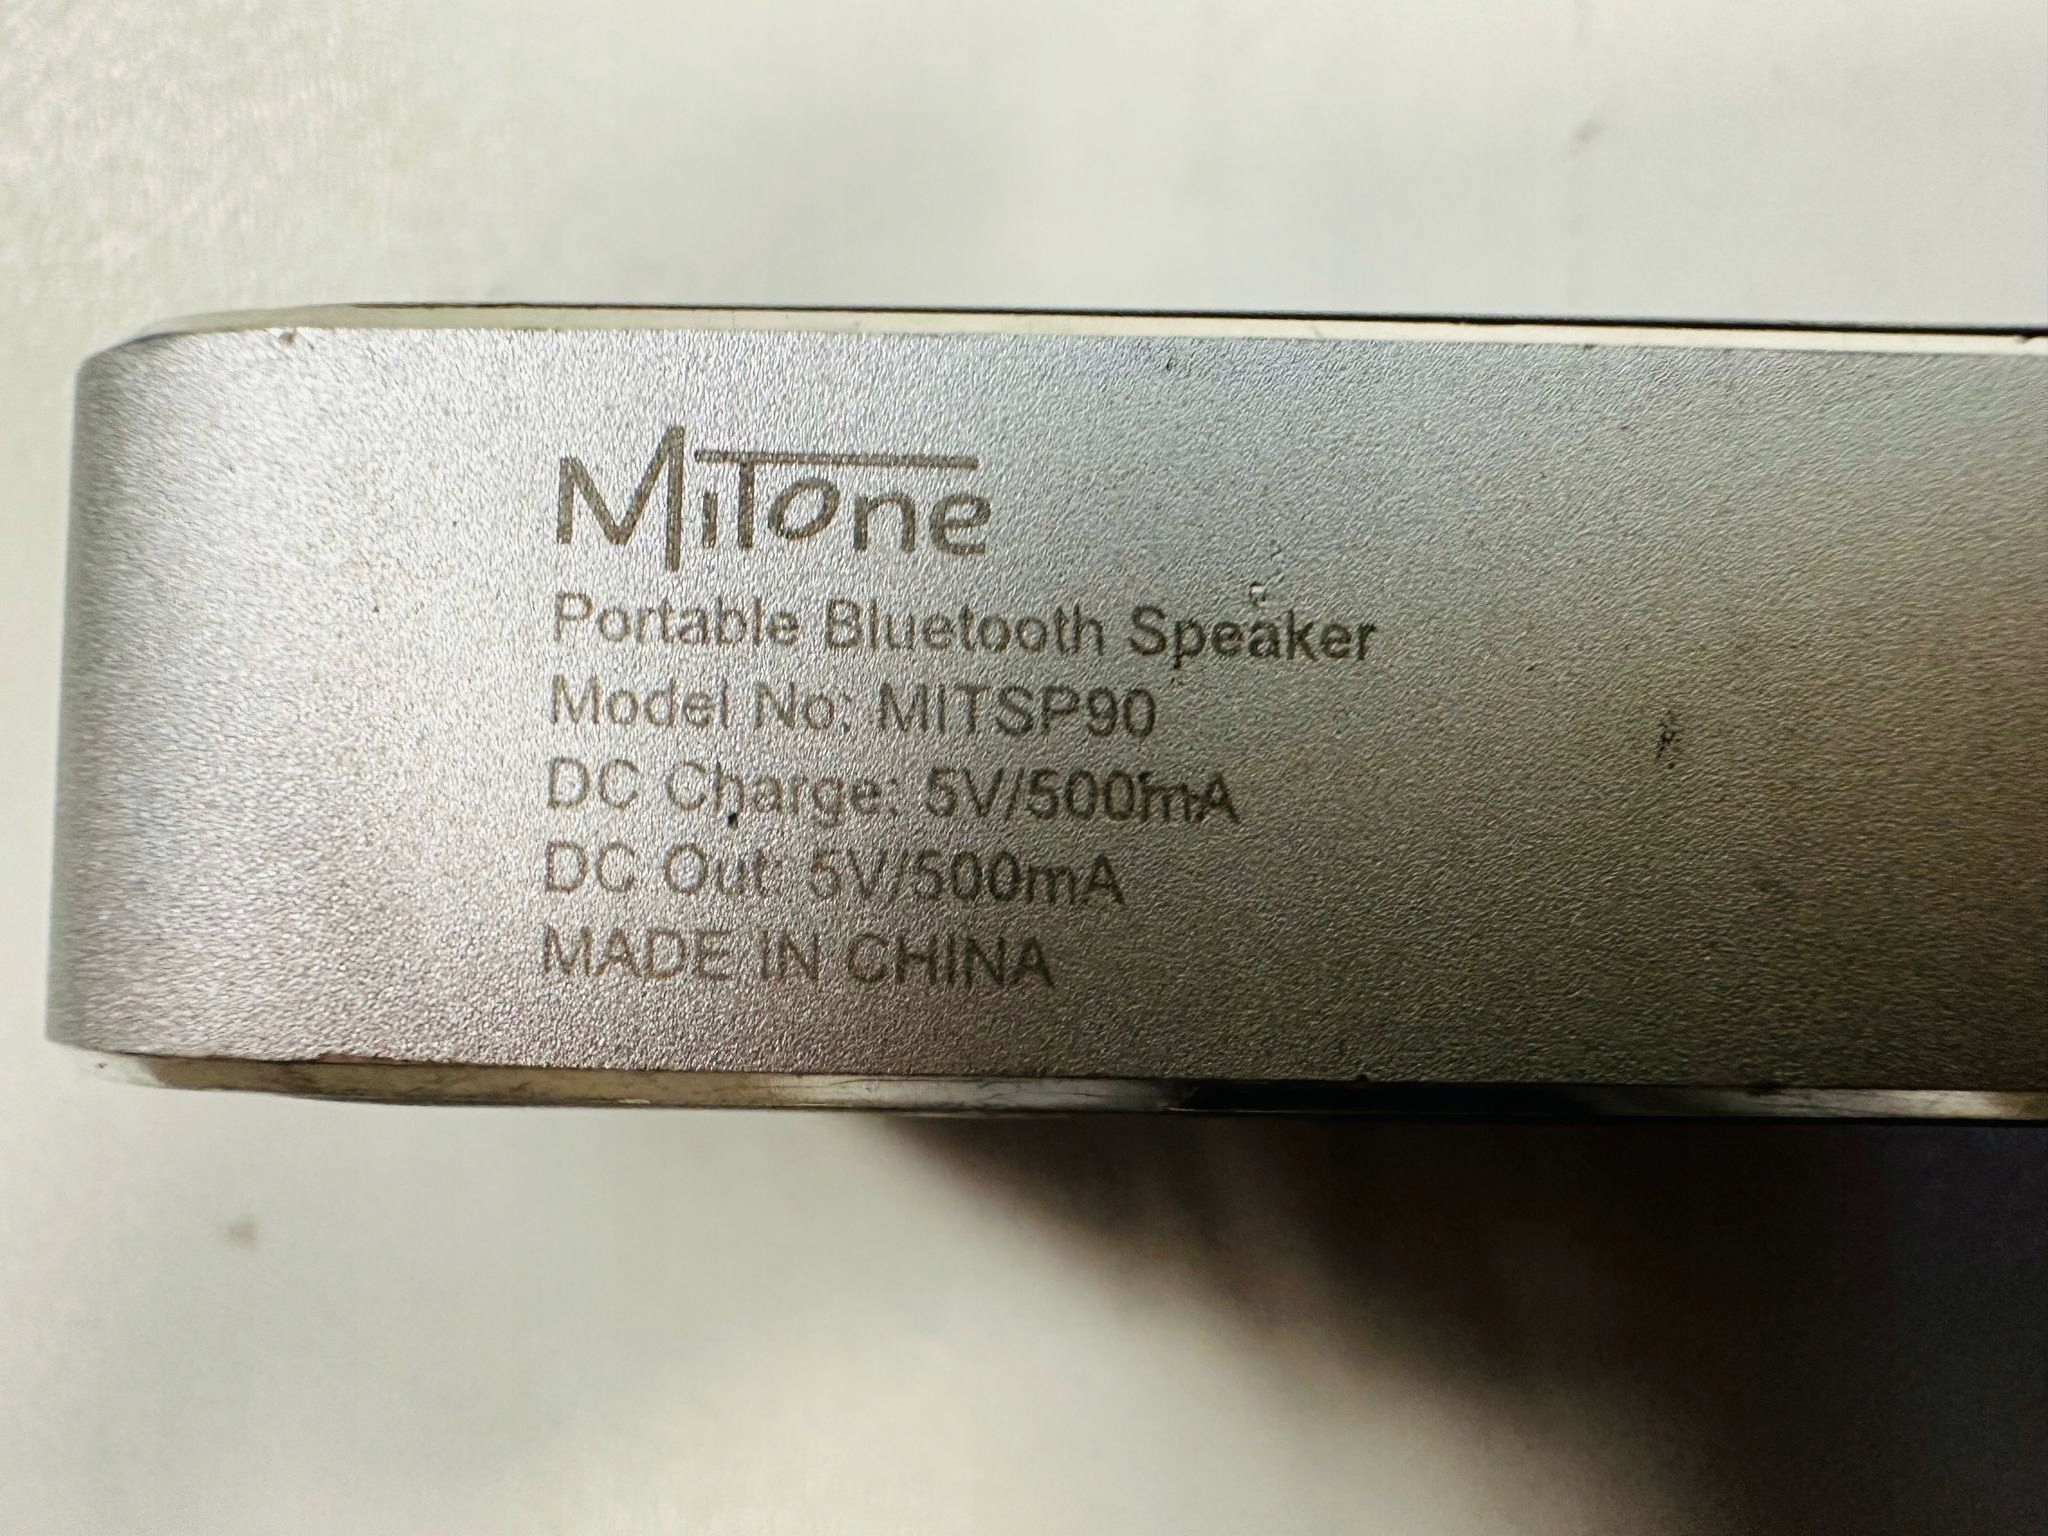 MiTone
Portable Bluetooth Speaker
Model No: MITSP90
DC Charge: 5V/500mA
DC Out: 5V/500mA
MADE IN CHINA